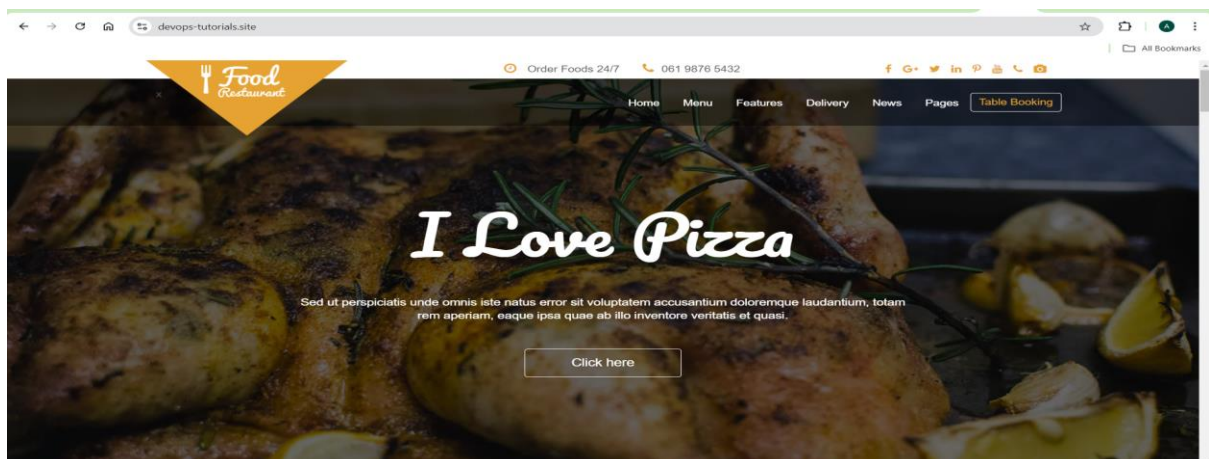 devops-tutorials.site
A
All Bookmarks
Food
Restaurant
Order Foods 24/7 061 9876 5432
f G+ in
Home Menu Features Delivery News Pages Table Booking
I Love Pizza
Sed ut perspiciatis unde omnis iste natus error sit voluptatem accusantium doloremque laudantium, totam
rem aperiam, eaque ipsa quae ab illo inventore veritatis et quasi.
Click here